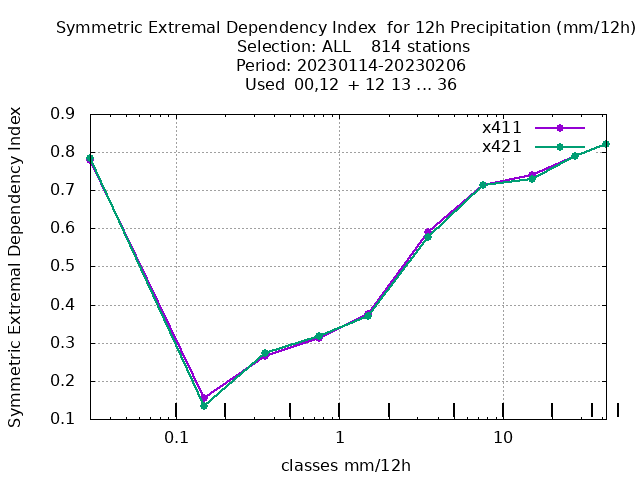 Symmetric Extremal Dependency Index for 12h Precipitation (mm/12h)
Selection: ALL 814 stations
Period: 20230114-20230206
Used 00,12 + 12 13 ... 36
x411
x421
Symmetric Extremal Dependency Index
0.9
0.8
0.7
0.6
0.5
0.4
0.3
0.2
0.1
0.1 1 10
classes mm/12h